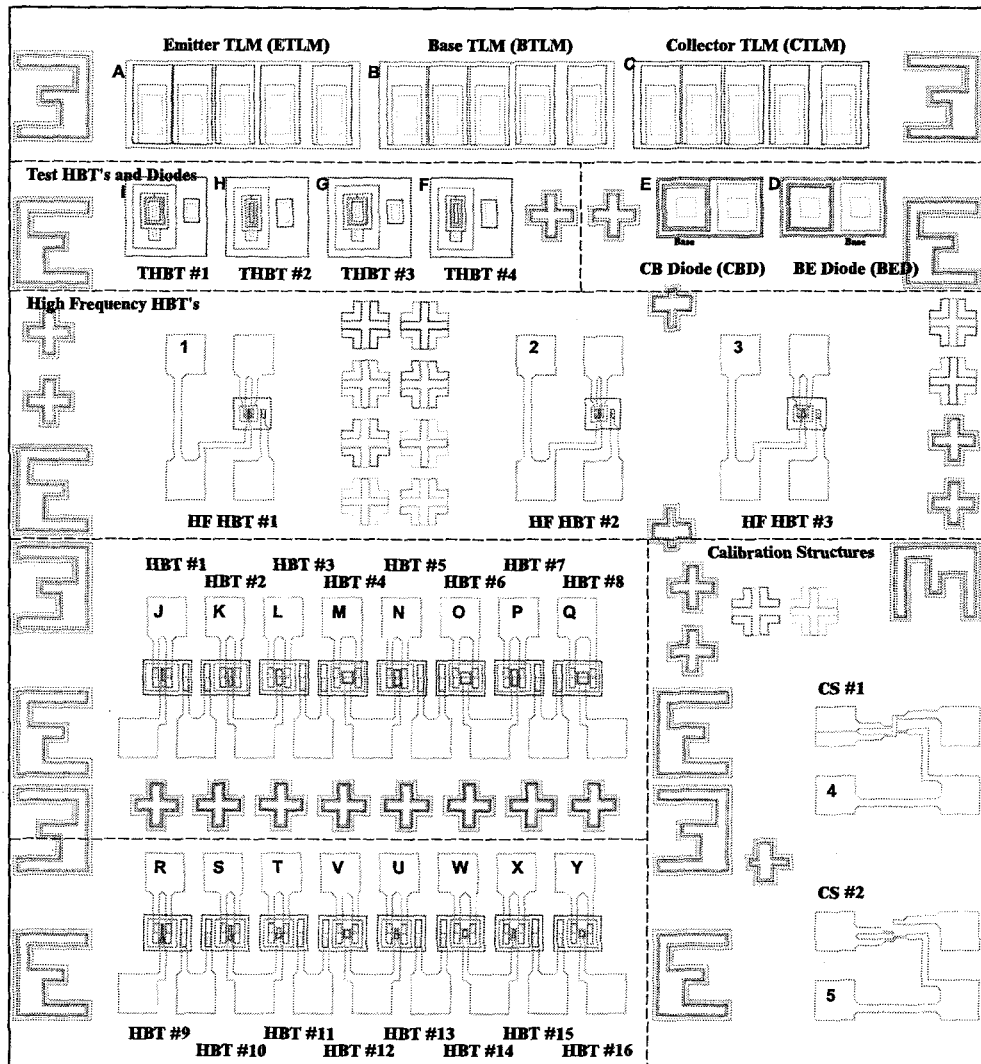 Emitter TLM (ETLM) Base TLM (BTLM) Collector TLM (CTLM)
A B C
Test HBT's and Diodes
I H G F E D
Base Base
THBT #1 THBT #2 THBT #3 THBT #4 CB Diode (CBD) BE Diode (BED)
High Frequency HBT's
1 2 3
HF HBT #1 HF HBT #2 HF HBT #3
Calibration Structures
HBT #1 HBT #3 HBT #5 HBT #7
HBT #2 HBT #4 HBT #6 HBT #8
J K L M N O P Q
CS #1
4
R S T V U W X Y
CS #2
5
HBT #9 HBT #11 HBT #13 HBT #15
HBT #10 HBT #12 HBT #14 HBT #16